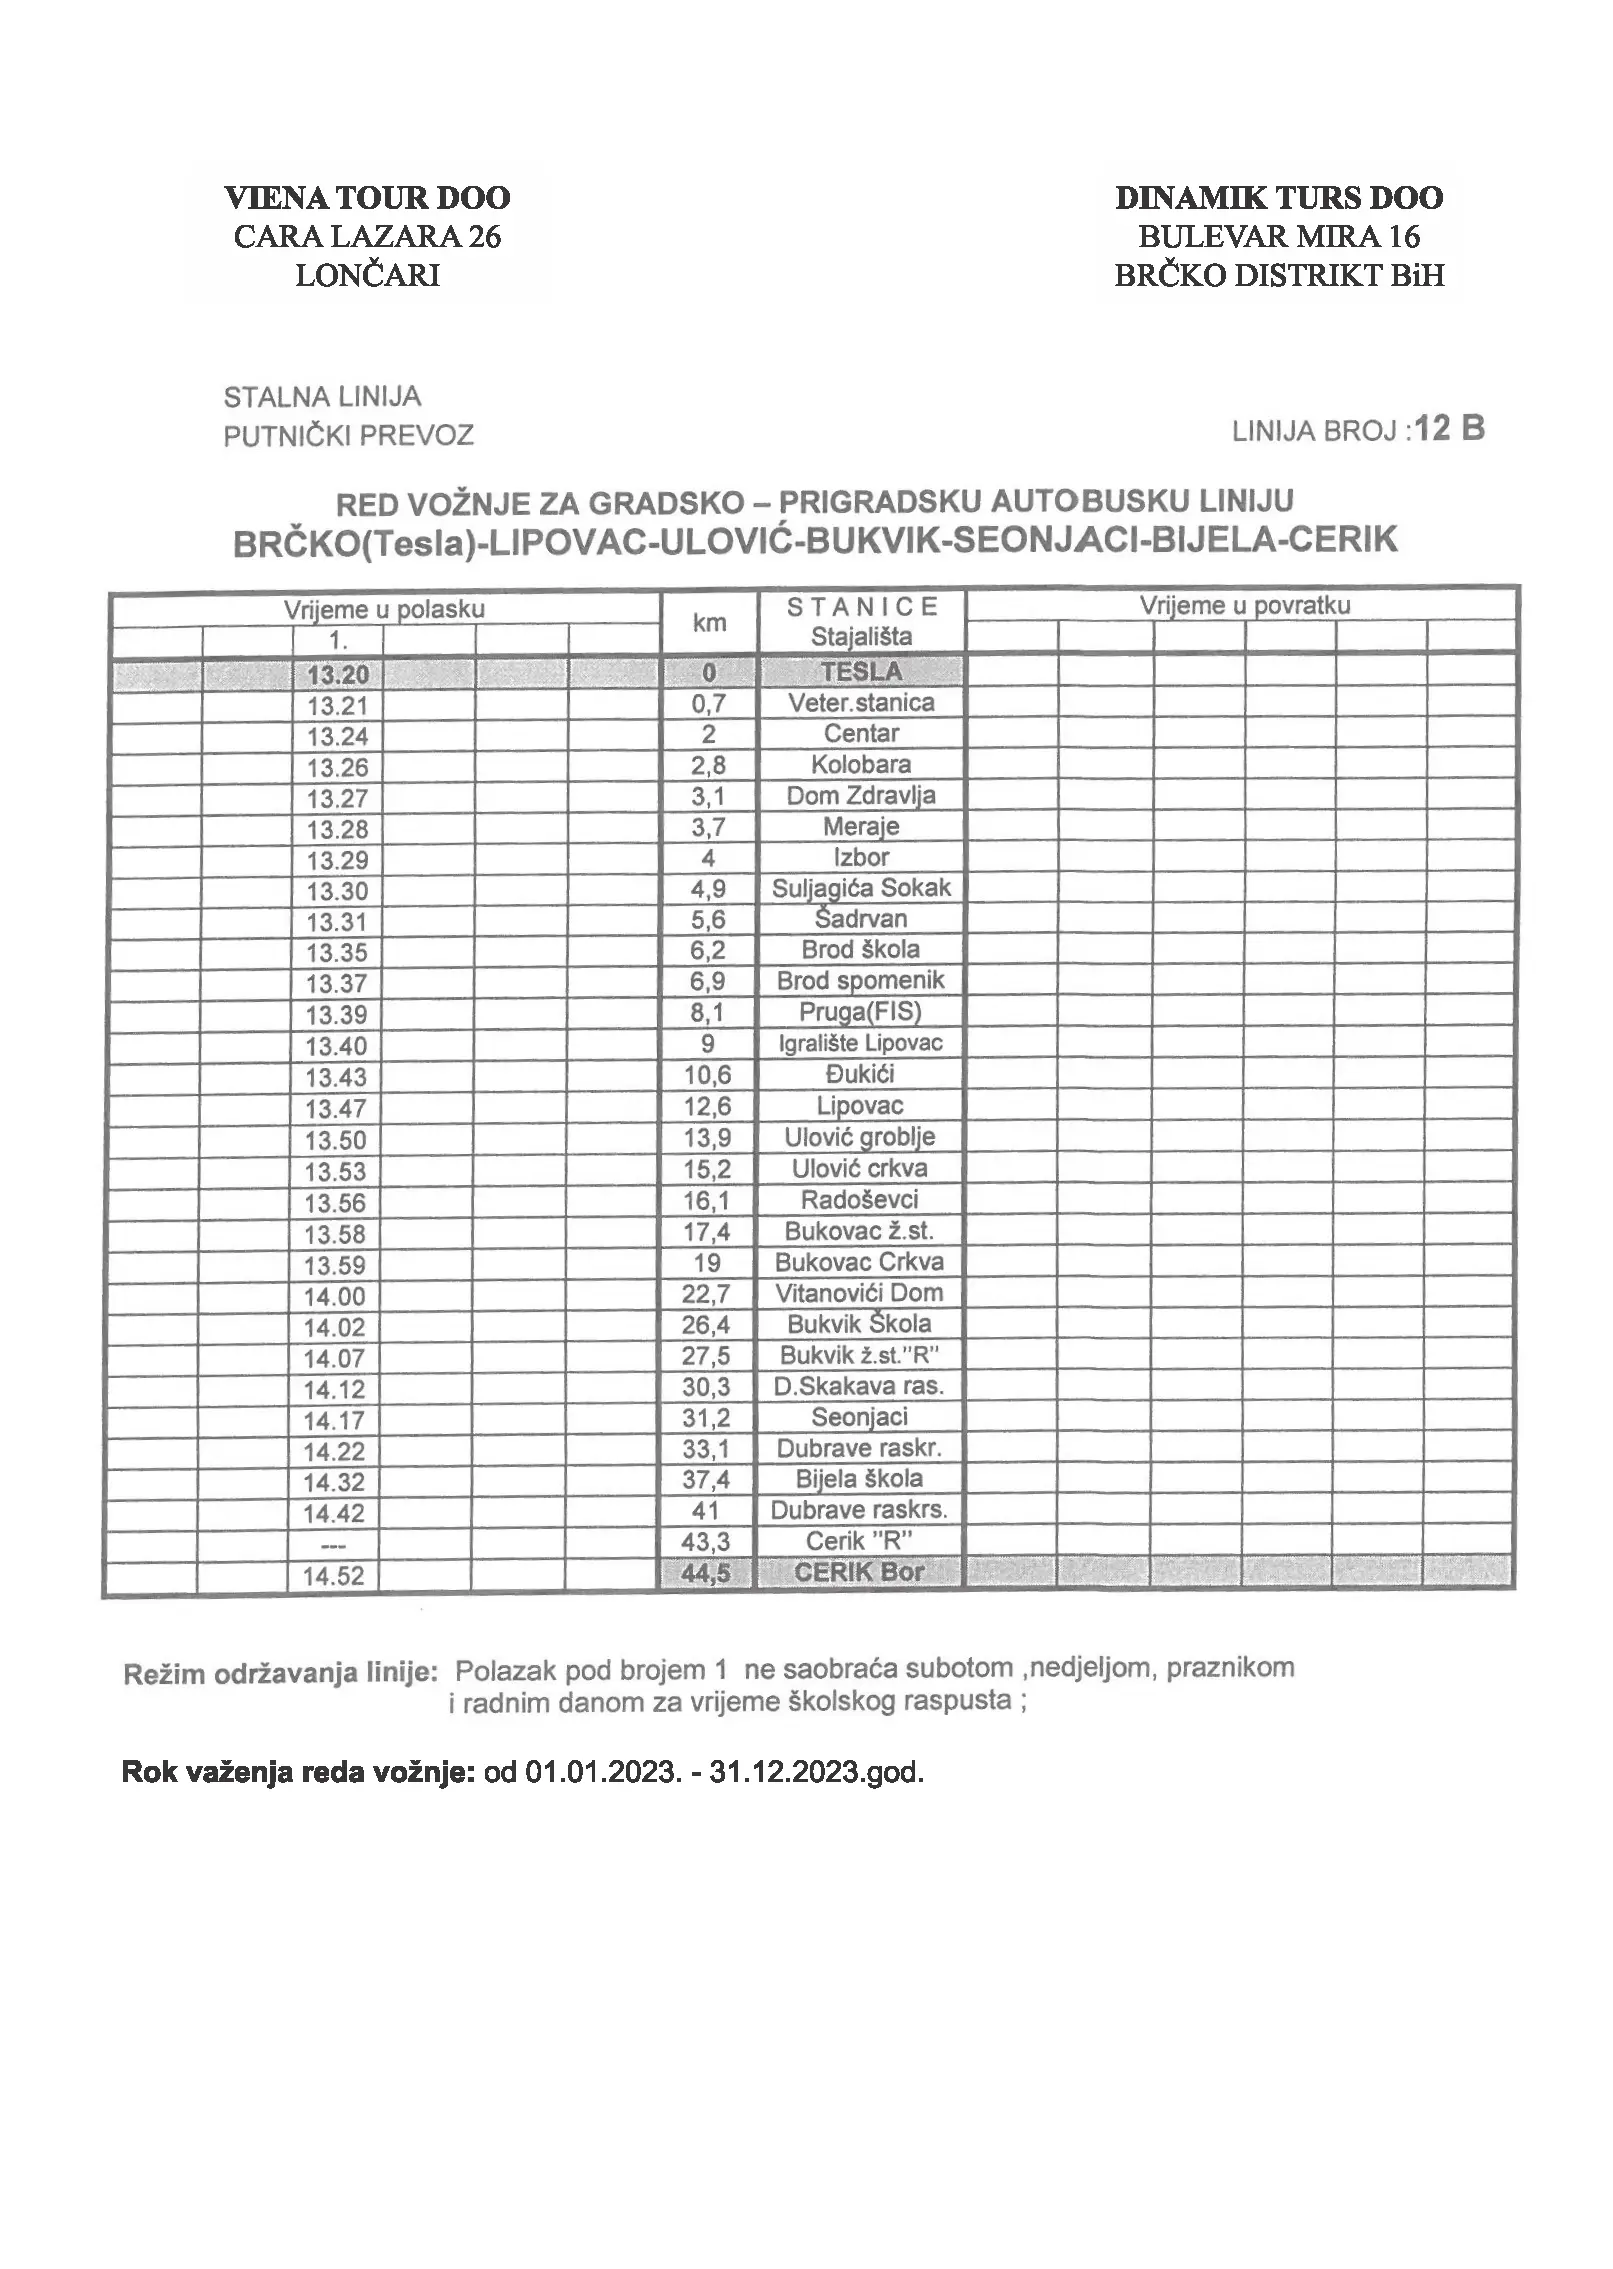 VIENA TOUR DOO
CARA LAZARA 26
LONČARI
DINAMIK TURS DOO
BULEVAR MIRA 16
BRČKO DISTRIKT BiH
STALNA LINIJA
PUTNIČKI PREVOZ
LINIJA BROJ :12 B
RED VOŽNJE ZA GRADSKO – PRIGRADSKU AUTOBUSKU LINIJU
BRČKO(Tesla)-LIPOVAC-ULOVIĆ-BUKVIK-SEONJACI-BIJELA-CERIK
Vrijeme u polasku km STANICE Stajališta Vrijeme u povratku
1.
13.20 0 TESLA
13.21 0,7 Veter.stanica
13.24 2 Centar
13.26 2,8 Kolobara
13.27 3,1 Dom Zdravlja
13.28 3,7 Meraje
13.29 4 Izbor
13.30 4,9 Suljagića Sokak
13.31 5,6 Šadrvan
13.35 6,2 Brod škola
13.37 6,9 Brod spomenik
13.39 8,1 Pruga(FIS)
13.40 9 Igralište Lipovac
13.43 10,6 Đukići
13.47 12,6 Lipovac
13.50 13,9 Ulović groblje
13.53 15,2 Ulović crkva
13.56 16,1 Radoševci
13.58 17,4 Bukovac ž.st.
13.59 19 Bukovac Crkva
14.00 22,7 Vitanovići Dom
14.02 26,4 Bukvik Škola
14.07 27,5 Bukvik ž.st."R"
14.12 30,3 D.Skakava ras.
14.17 31,2 Seonjaci
14.22 33,1 Dubrave raskr.
14.32 37,4 Bijela škola
14.42 41 Dubrave raskrs.
--- 43,3 Cerik "R"
14.52 44,5 CERIK Bor
Režim održavanja linije: Polazak pod brojem 1 ne saobraća subotom ,nedjeljom, praznikom
i radnim danom za vrijeme školskog raspusta ;
Rok važenja reda vožnje: od 01.01.2023. - 31.12.2023.god.